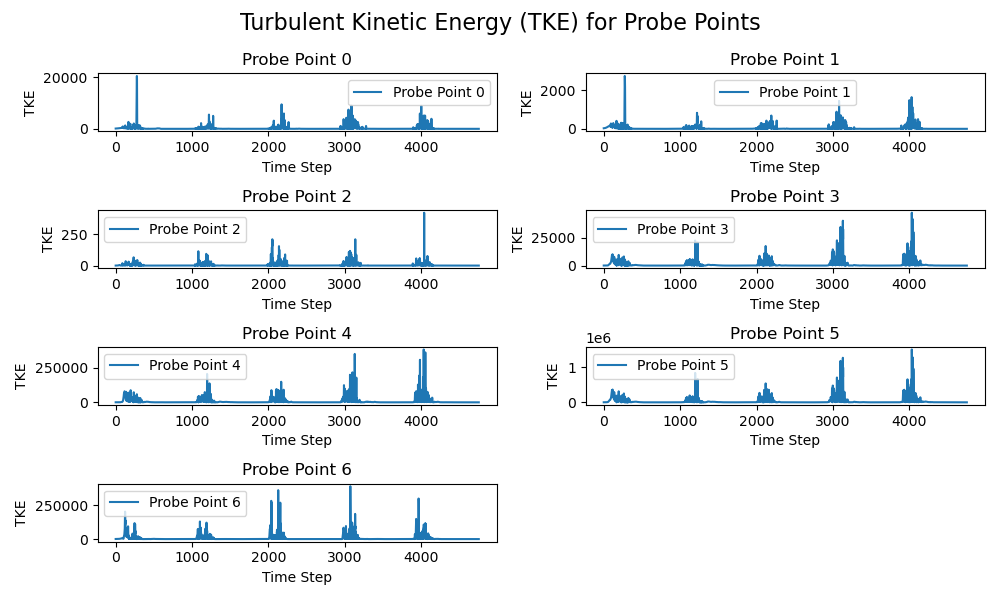 Turbulent Kinetic Energy (TKE) for Probe Points
Probe Point 0
TKE
20000
0
Probe Point 0
0 1000 2000 3000 4000
Time Step
Probe Point 1
TKE
2000
0
Probe Point 1
0 1000 2000 3000 4000
Time Step
Probe Point 2
TKE
250
0
Probe Point 2
0 1000 2000 3000 4000
Time Step
Probe Point 3
TKE
25000
0
Probe Point 3
0 1000 2000 3000 4000
Time Step
Probe Point 4
TKE
250000
0
Probe Point 4
0 1000 2000 3000 4000
Time Step
Probe Point 5
1e6
TKE
1
0
Probe Point 5
0 1000 2000 3000 4000
Time Step
Probe Point 6
TKE
250000
0
Probe Point 6
0 1000 2000 3000 4000
Time Step